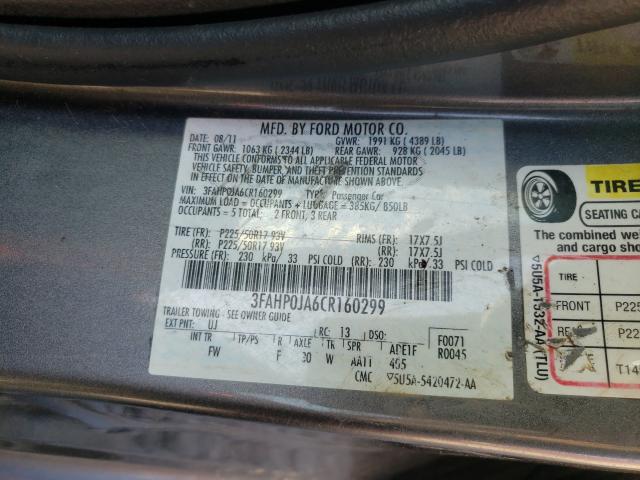 MFD. BY FORD MOTOR CO.
DATE: 08/11 GVWR: 1991 KG ( 4389 LB)
FRONT GAWR: 1063 KG ( 2344 LB) REAR GAWR: 928 KG ( 2045 LB)
THIS VEHICLE CONFORMS TO ALL APPLICABLE FEDERAL MOTOR
VEHICLE SAFETY, BUMPER, AND THEFT PREVENTION STANDARDS
IN EFFECT ON THE DATE OF MANUFACTURE SHOWN ABOVE.
VIN: 3FAHP0JA6CR160299 TYPE: Passenger Car
MAXIMUM LOAD = OCCUPANTS + LUGGAGE = 385KG/ 850LB
OCCUPANTS = 5 TOTAL: 2 FRONT, 3 REAR
TIRE(FR): P225/50R17 93V RIMS (FR): 17X7.5J
(RR): P225/50R17 93V (RR): 17X7.5J
PRESSURE(FR): 230 kPa/ 33 PSI COLD (RR): 230 kPa/ 33 PSI COLD
3FAHP0JA6CR160299
TRAILER TOWING - SEE OWNER GUIDE
EXT PNT: UJ RC: 13 DSO: F0071
INT TR TP/PS R AXLE TR SPR R0045
FW F W AA11 465
CMC 5U5A-5420472-AA
TIRE
SEATING CA
The combined we
and cargo sho
TIRE
FRONT P225
P22
T14
5U5A-1532-AA (TLU)